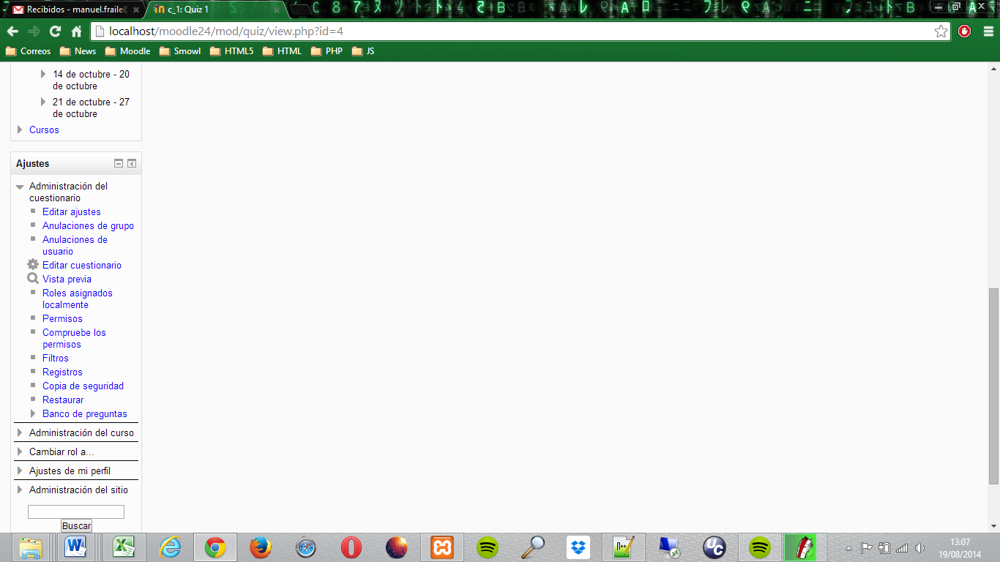 Recibidos - manuel.fraile@
c_1: Quiz 1
localhost/moodle24/mod/quiz/view.php?id=4
Correos
News
Moodle
Smowl
HTML5
HTML
PHP
JS
14 de octubre - 20
de octubre
21 de octubre - 27
de octubre
Cursos
Ajustes
Administración del
cuestionario
Editar ajustes
Anulaciones de grupo
Anulaciones de
usuario
Editar cuestionario
Vista previa
Roles asignados
localmente
Permisos
Compruebe los
permisos
Filtros
Registros
Copia de seguridad
Restaurar
Banco de preguntas
Administración del curso
Cambiar rol a...
Ajustes de mi perfil
Administración del sitio
Buscar
13:07
19/08/2014